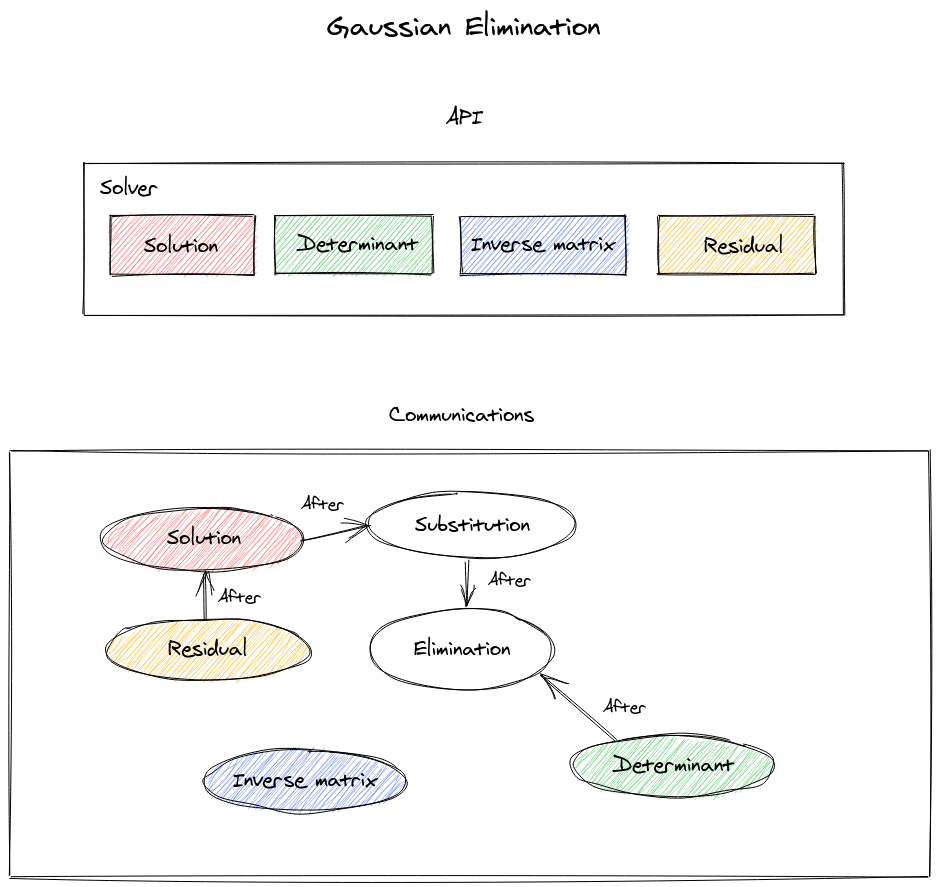 Gaussian Elimination
API
Solver
Solution
Determinant
Inverse matrix
Residual
Communications
After
Solution
Substitution
After
After
Residual
Elimination
After
Determinant
Inverse matrix